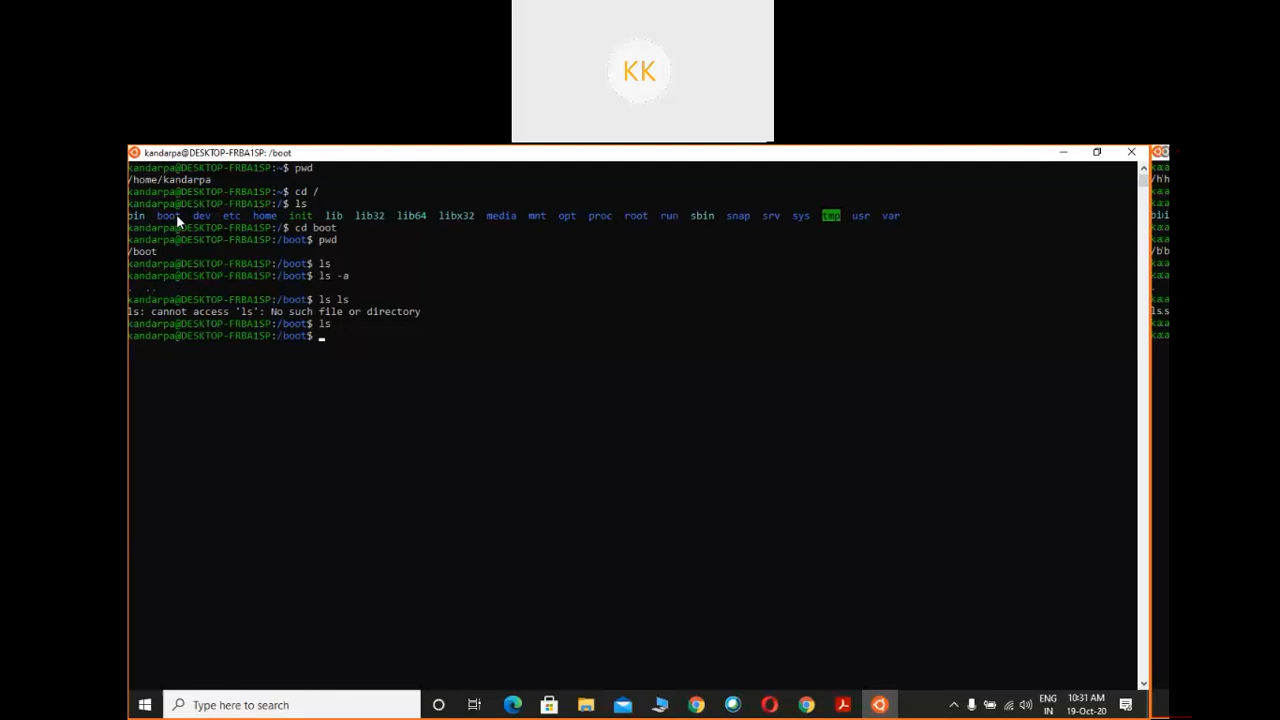 KK
kandarpa@DESKTOP-FRBA1SP: /boot
kandarpa@DESKTOP-FRBA1SP:~$ pwd
/home/kandarpa
kandarpa@DESKTOP-FRBA1SP:~$ cd /
kandarpa@DESKTOP-FRBA1SP:/$ ls
bin boot dev etc home init lib lib32 lib64 libx32 media mnt opt proc root run sbin snap srv sys tmp usr var
kandarpa@DESKTOP-FRBA1SP:/$ cd boot
kandarpa@DESKTOP-FRBA1SP:/boot$ pwd
/boot
kandarpa@DESKTOP-FRBA1SP:/boot$ ls
kandarpa@DESKTOP-FRBA1SP:/boot$ ls -a
. ..
kandarpa@DESKTOP-FRBA1SP:/boot$ ls ls
ls: cannot access 'ls': No such file or directory
kandarpa@DESKTOP-FRBA1SP:/boot$ ls
kandarpa@DESKTOP-FRBA1SP:/boot$
Type here to search
ENG
IN
10:31 AM
19-Oct-20